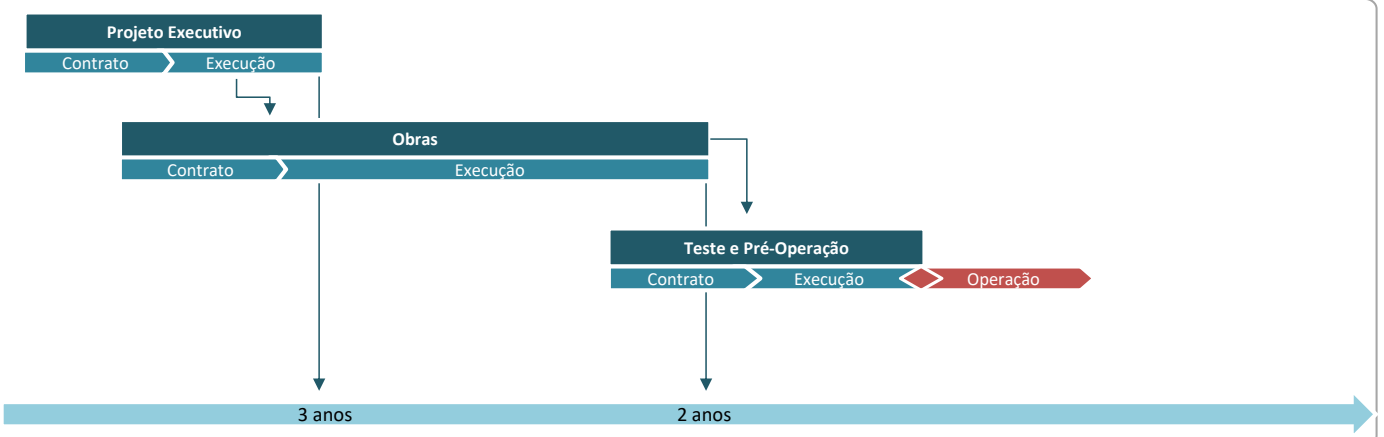 Projeto Executivo
Contrato Execução
Obras
Contrato Execução
Teste e Pré-Operação
Contrato Execução Operação
3 anos 2 anos